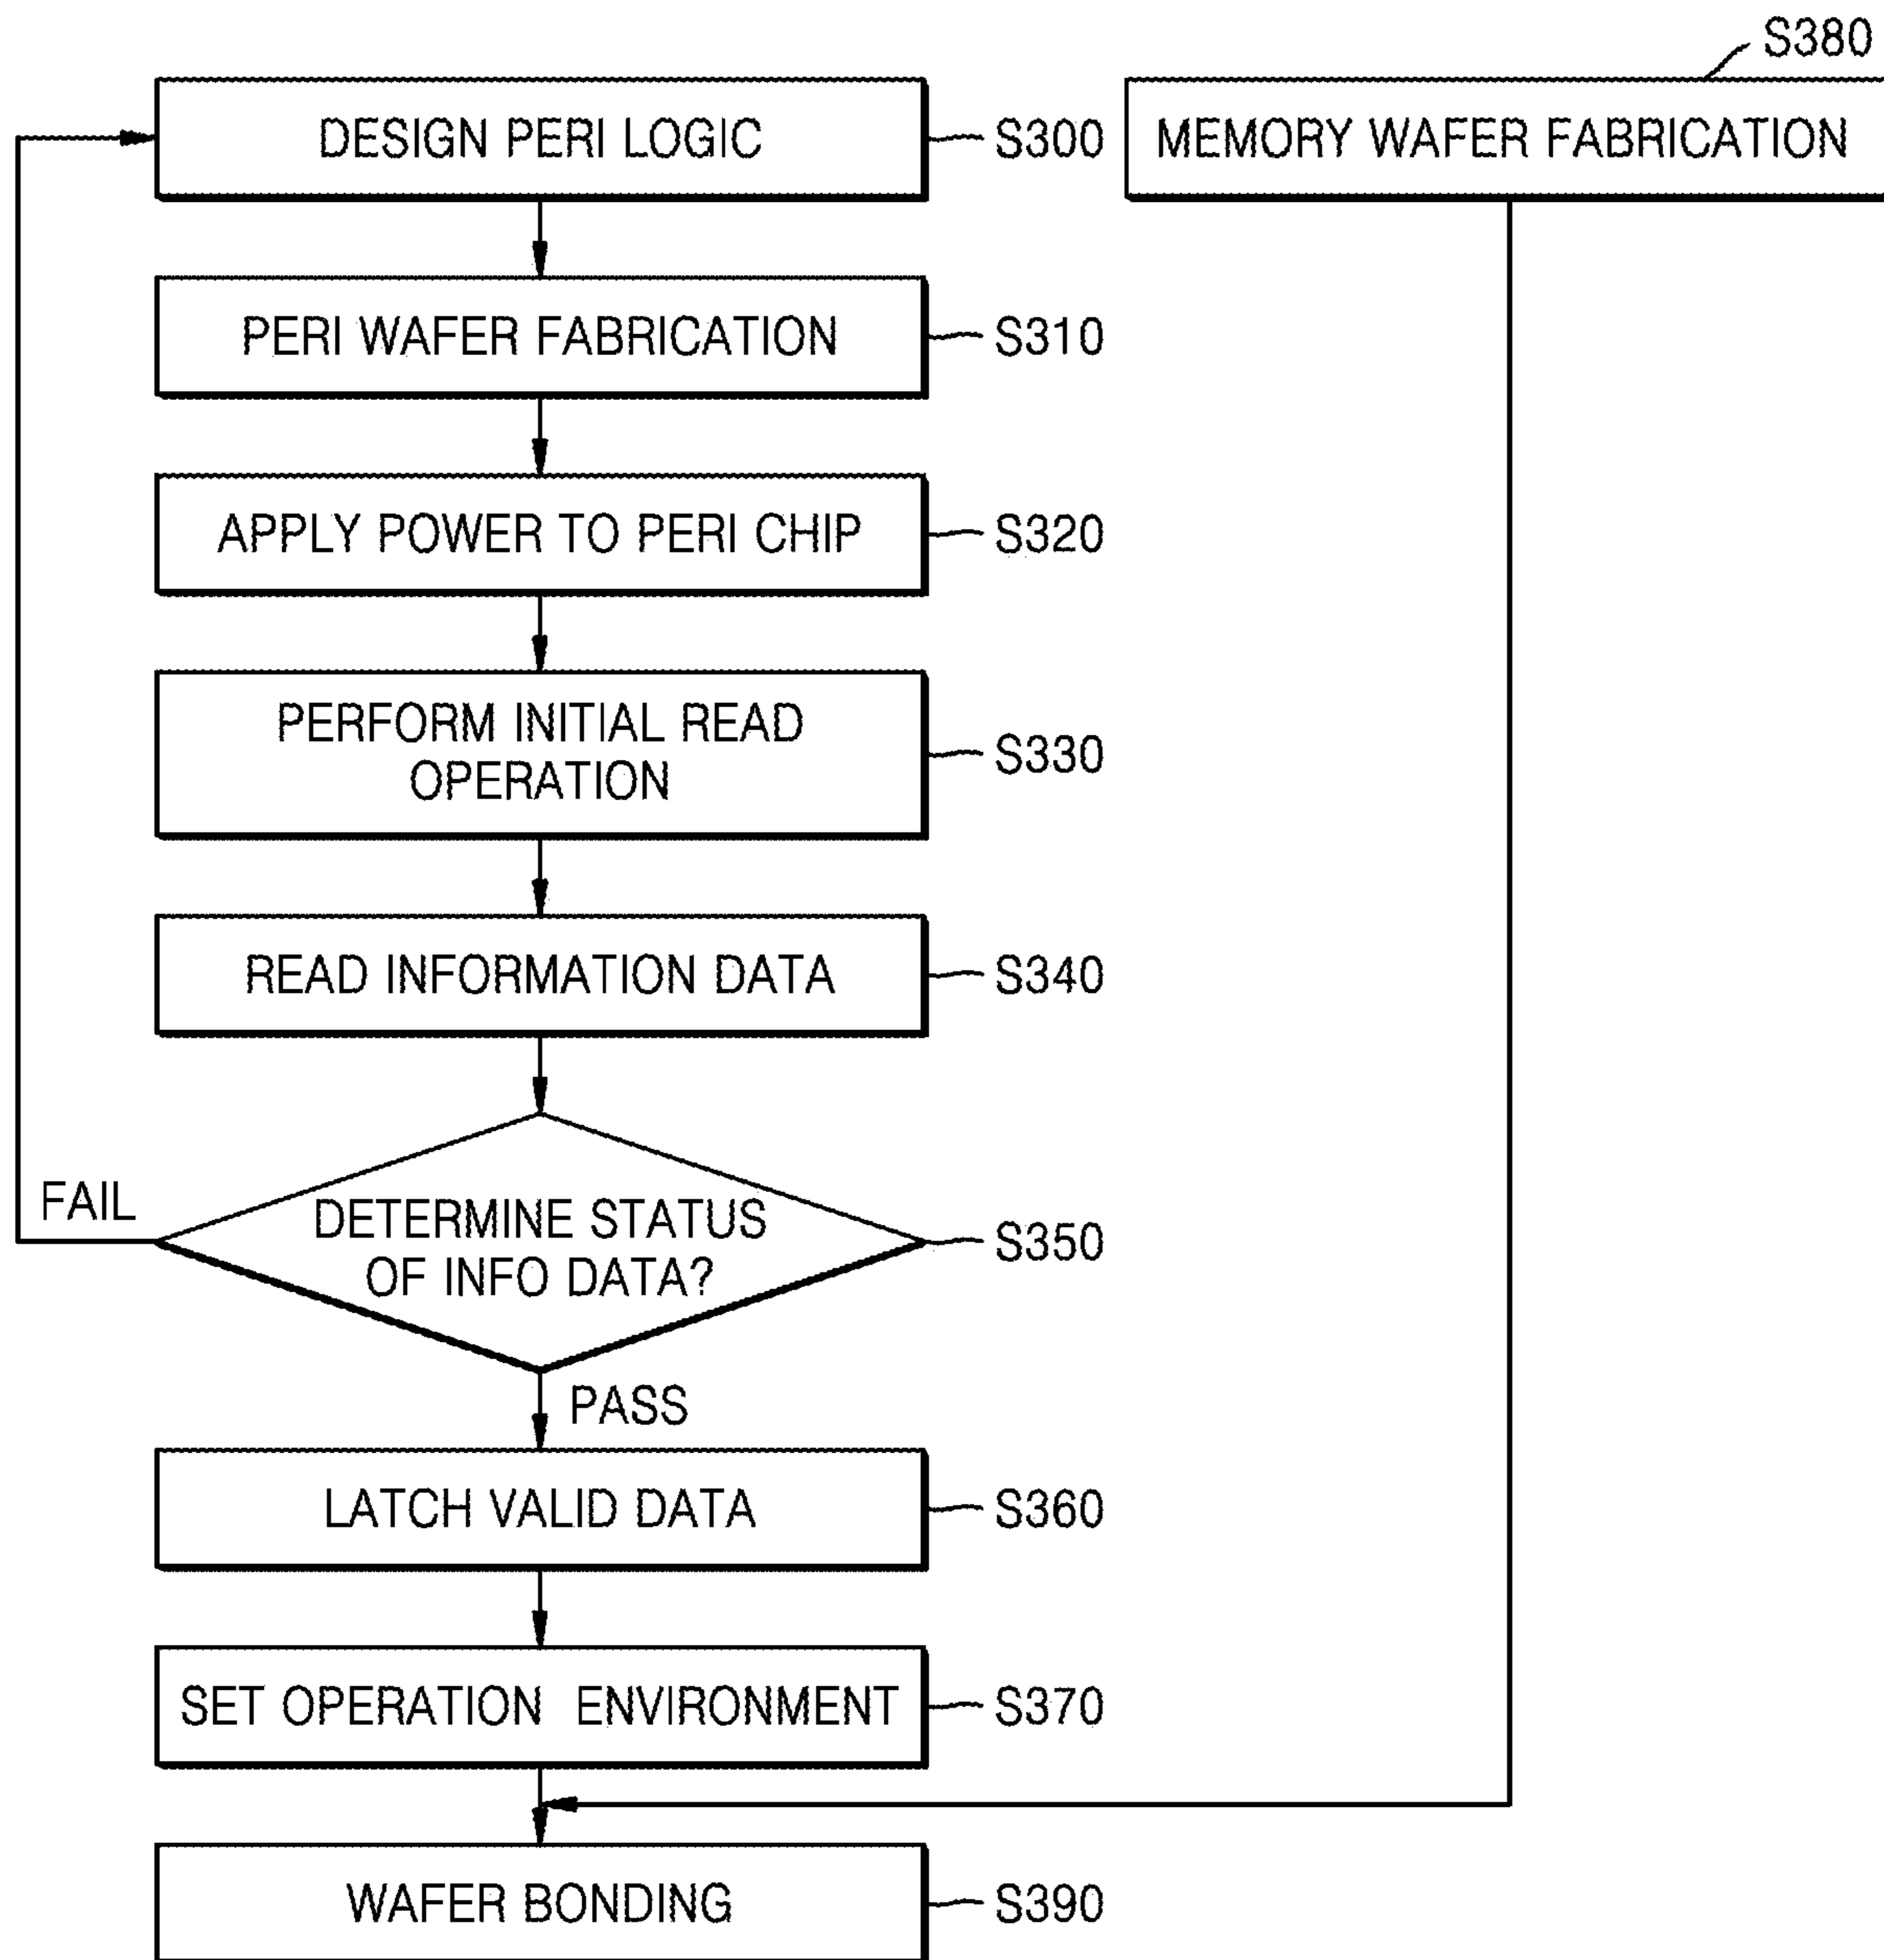 S380
DESIGN PERI LOGIC
S300
MEMORY WAFER FABRICATION
PERI WAFER FABRICATION
S310
APPLY POWER TO PERI CHIP
S320
PERFORM INITIAL READ
OPERATION
S330
READ INFORMATION DATA
S340
FAIL
DETERMINE STATUS
OF INFO DATA?
S350
PASS
LATCH VALID DATA
S360
SET OPERATION ENVIRONMENT
S370
WAFER BONDING
S390